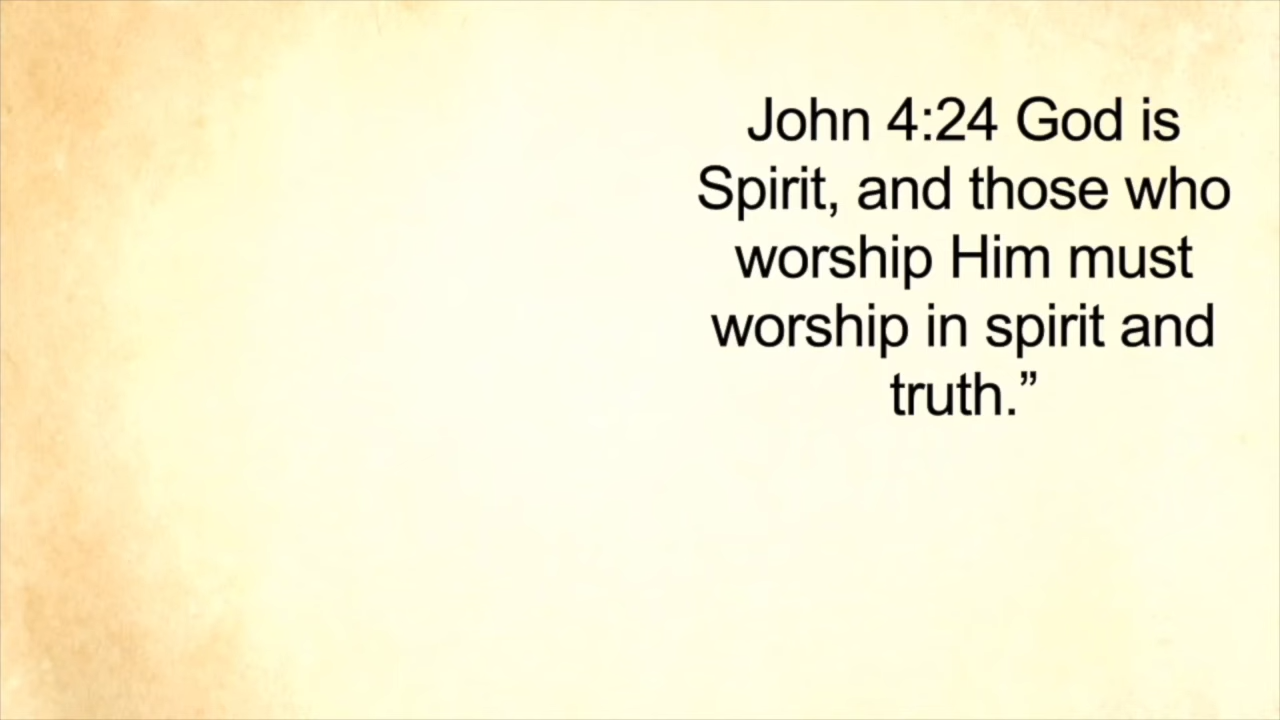 John 4:24 God is
Spirit, and those who
worship Him must
worship in spirit and
truth.”